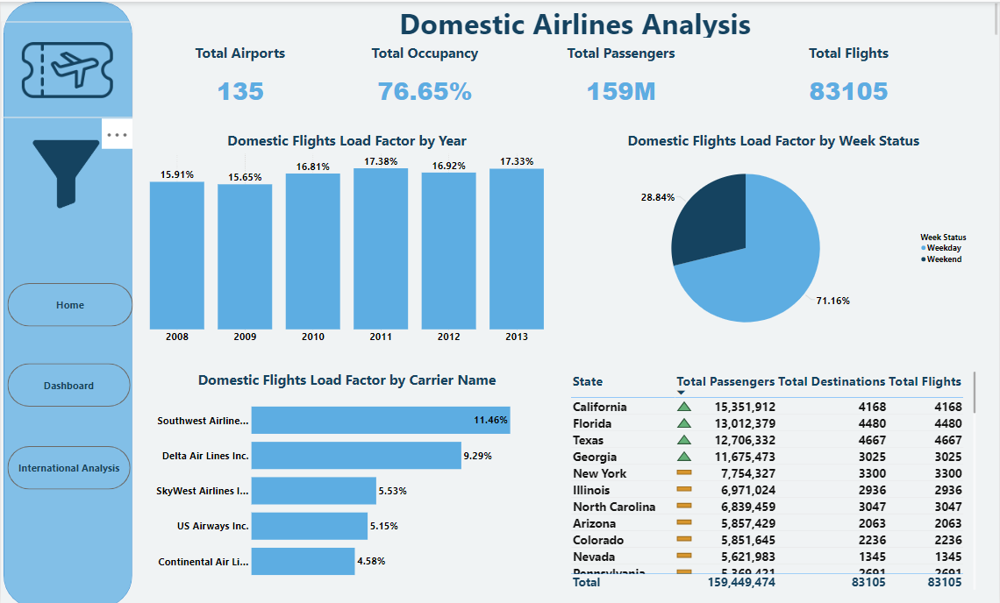 Domestic Airlines Analysis
Total Airports Total Occupancy Total Passengers Total Flights
135 76.65% 159M 83105
Home
Dashboard
International Analysis
Domestic Flights Load Factor by Year
15.91% 15.65% 16.81% 17.38% 16.92% 17.33%
2008 2009 2010 2011 2012 2013
Domestic Flights Load Factor by Week Status
28.84%
71.16%
Week Status
Weekday
Weekend
Domestic Flights Load Factor by Carrier Name
Southwest Airline... 11.46%
Delta Air Lines Inc. 9.29%
SkyWest Airlines I... 5.53%
US Airways Inc. 5.15%
Continental Air Li... 4.58%
State Total Passengers Total Destinations Total Flights
California 15,351,912 4168 4168
Florida 13,012,379 4480 4480
Texas 12,706,332 4667 4667
Georgia 11,675,473 3025 3025
New York 7,754,327 3300 3300
Illinois 6,971,024 2936 2936
North Carolina 6,839,459 3047 3047
Arizona 5,857,429 2063 2063
Colorado 5,851,645 2236 2236
Nevada 5,621,983 1345 1345
Pennsylvania 5,369,421 2691 2691
Total 159,449,474 83105 83105